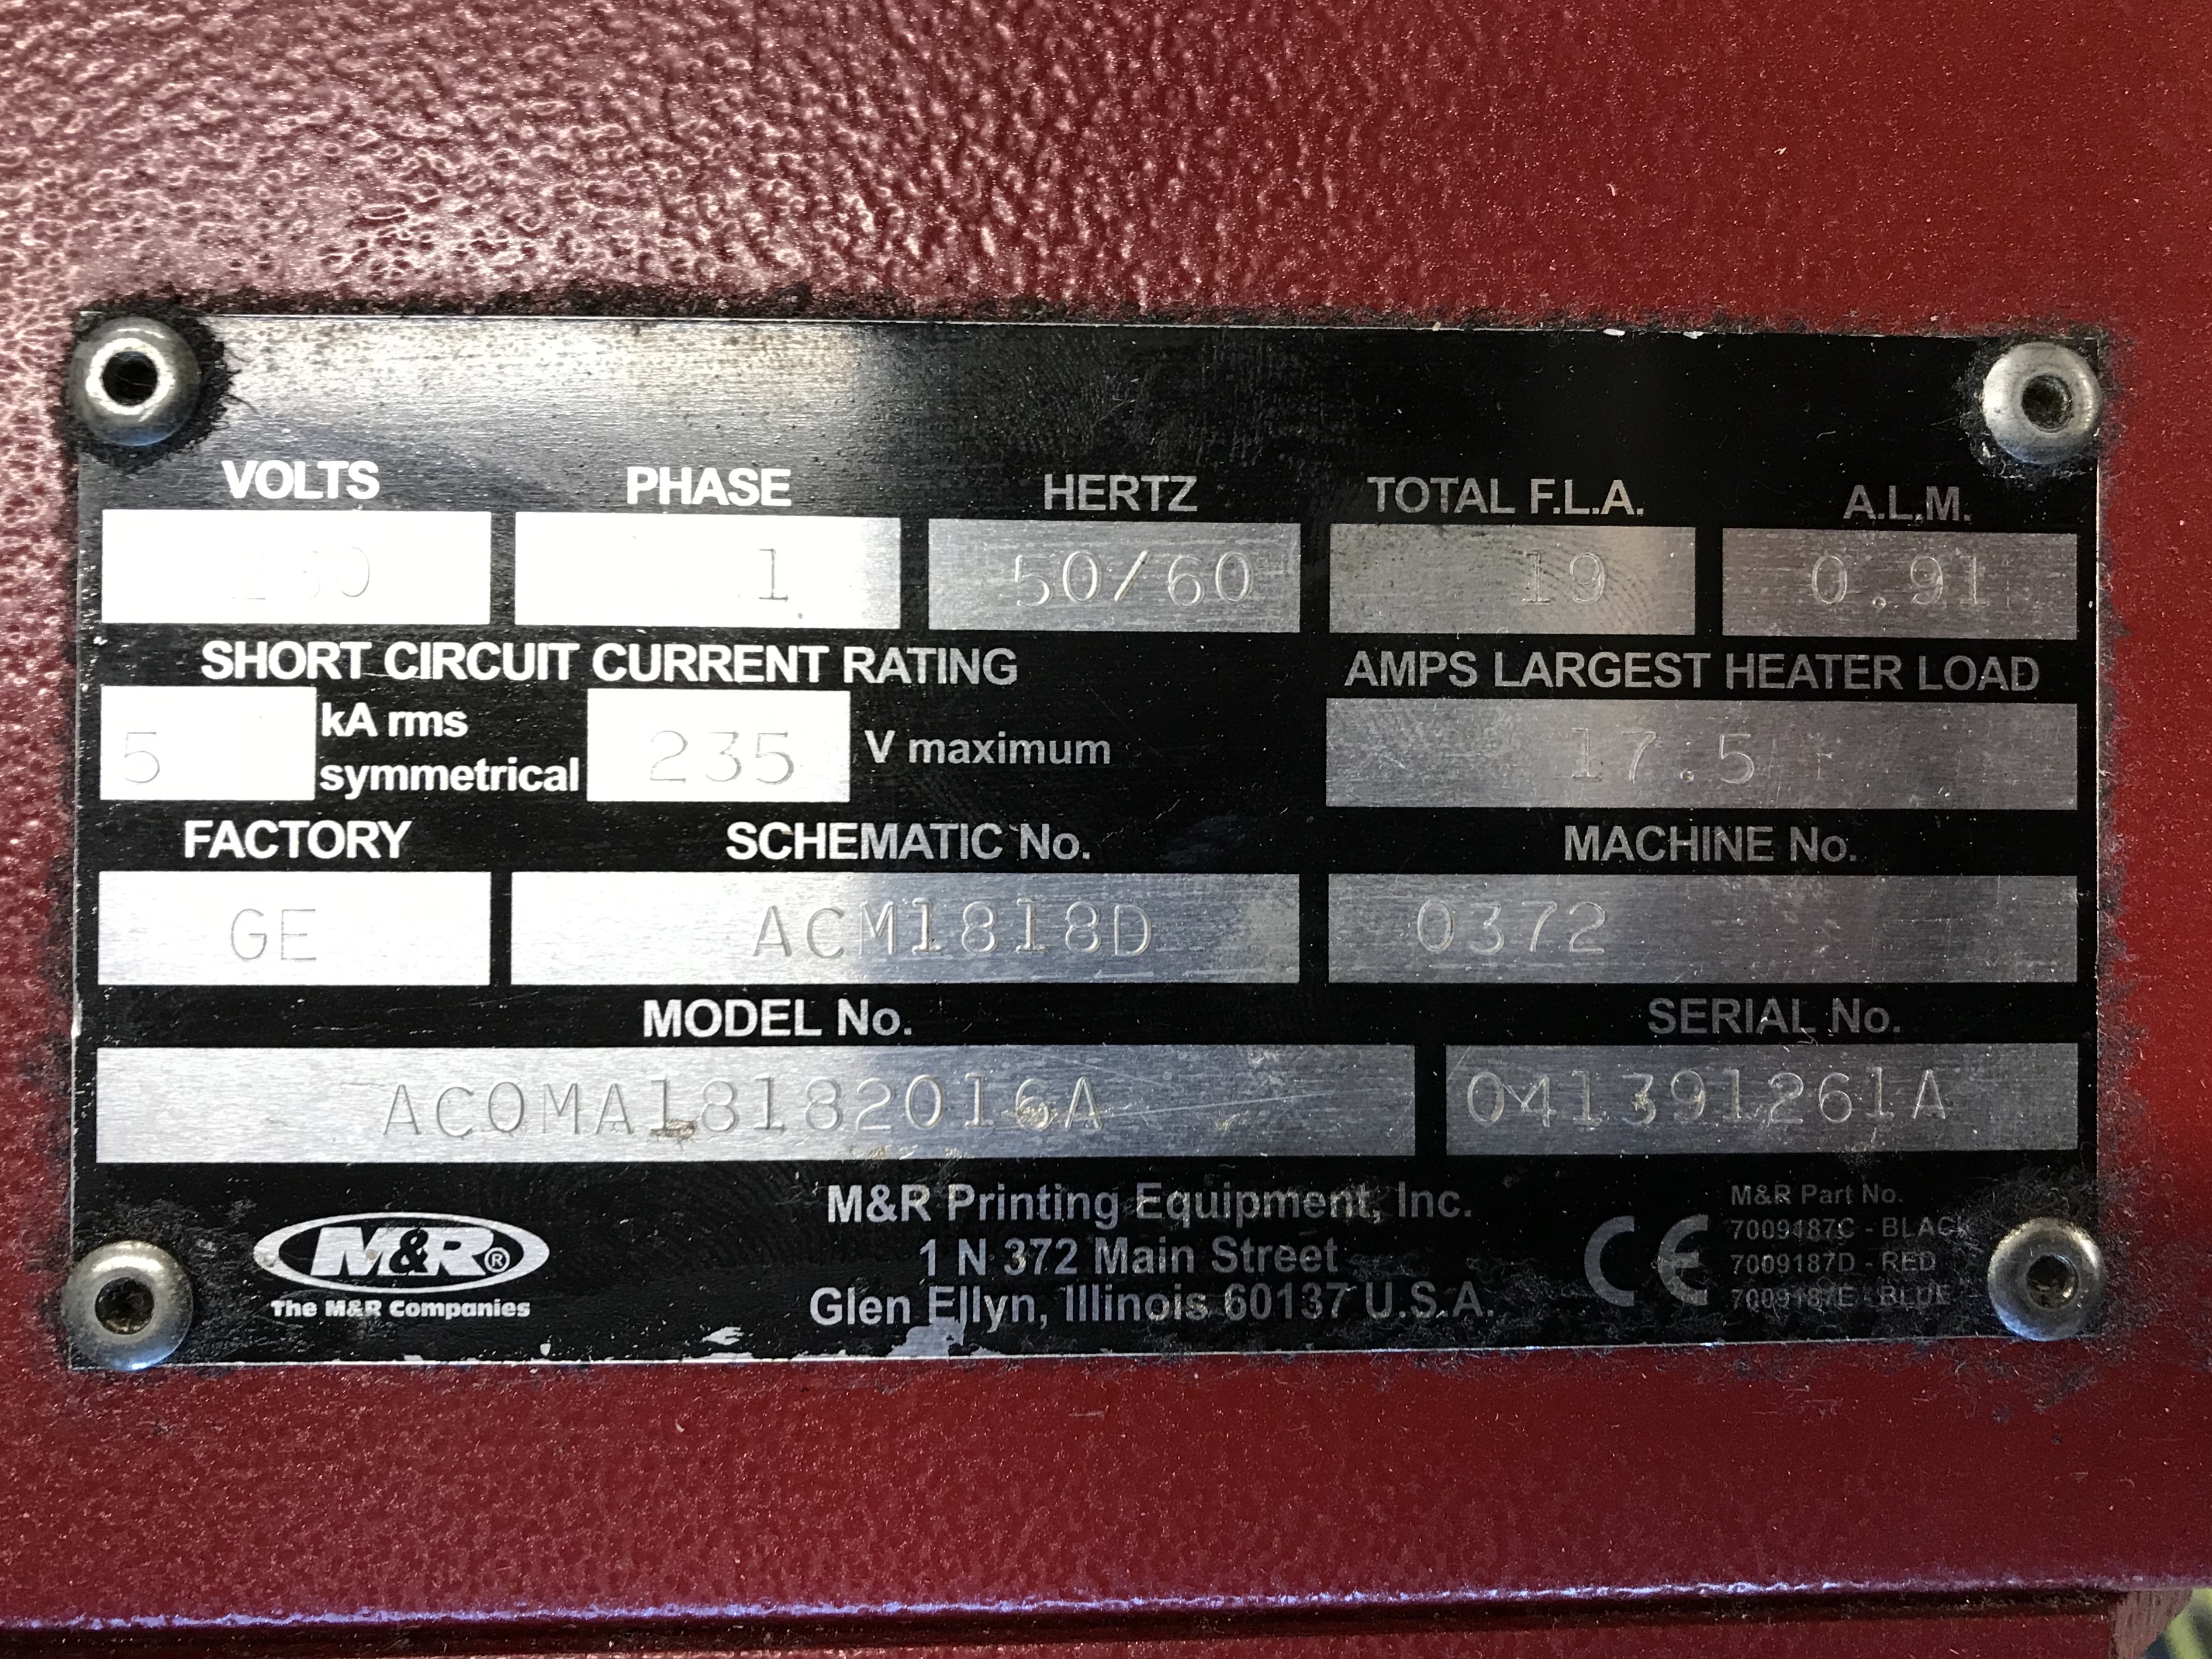 VOLTS PHASE HERTZ TOTAL F.L.A. A.L.M.
230 1 50/60 19 0.91
SHORT CIRCUIT CURRENT RATING AMPS LARGEST HEATER LOAD
5 kA rms symmetrical 235 V maximum 17.5
FACTORY SCHEMATIC No. MACHINE No.
GE ACM1818D 0372
MODEL No. SERIAL No.
ACOMA18182016A 041391261A
M&R®
The M&R Companies
M&R Printing Equipment, Inc.
1 N 372 Main Street
Glen Ellyn, Illinois 60137 U.S.A.
CE
M&R Part No.
7009187C - BLACK
7009187D - RED
7009187E - BLUE